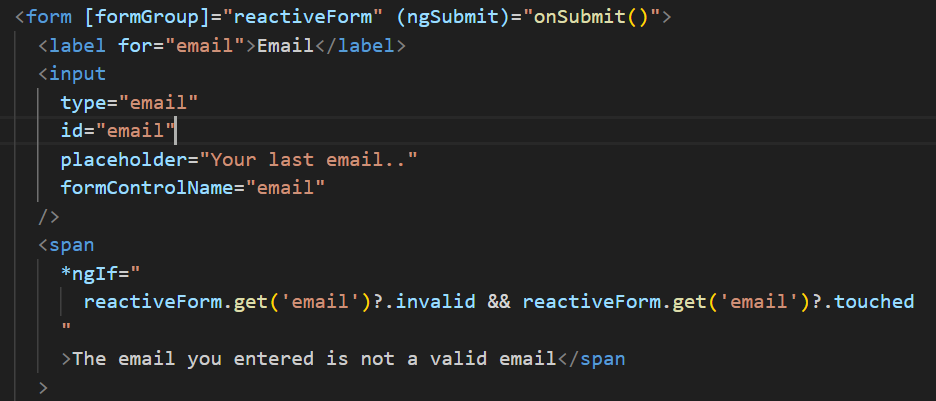 <form [formGroup]="reactiveForm" (ngSubmit)="onSubmit()">
<label for="email">Email</label>
<input
type="email"
id="email"
placeholder="Your last email.."
formControlName="email"
/>
<span
*ngIf="
reactiveForm.get('email')?.invalid && reactiveForm.get('email')?.touched
"
>The email you entered is not a valid email</span
>